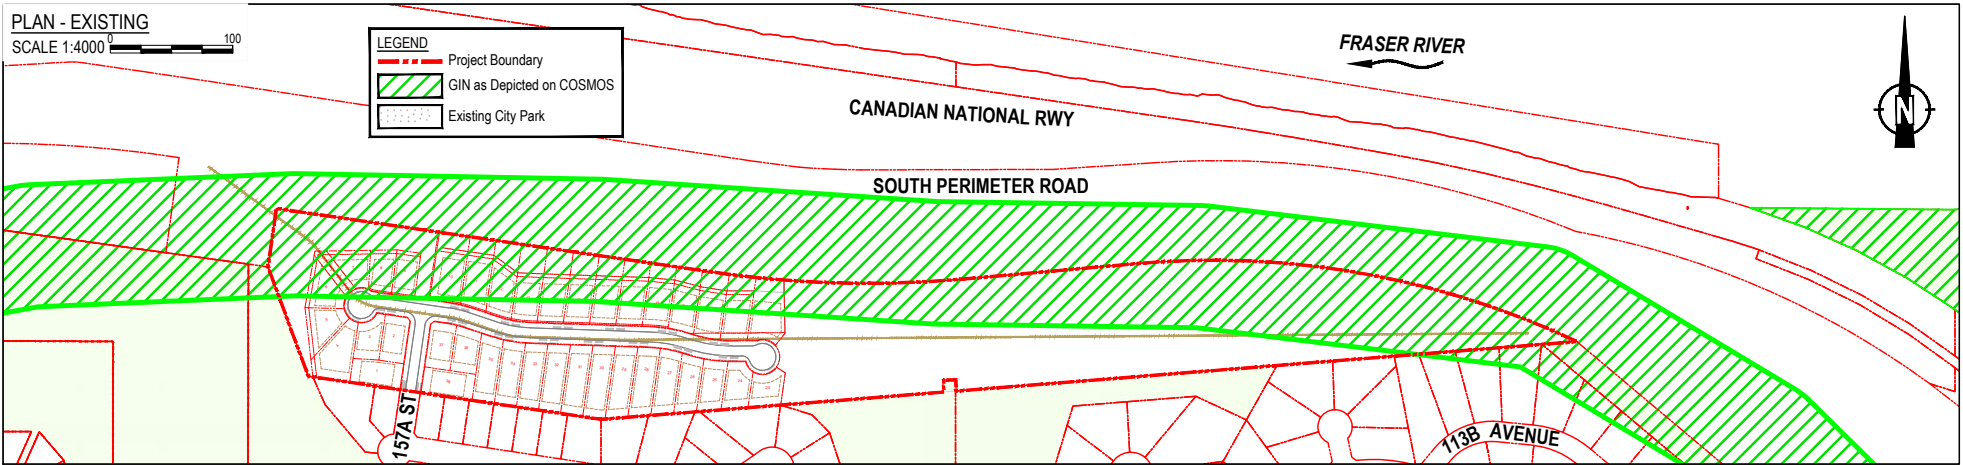 PLAN - EXISTING
SCALE 1:4000
0 100
LEGEND
Project Boundary
GIN as Depicted on COSMOS
Existing City Park
FRASER RIVER
N
CANADIAN NATIONAL RWY
SOUTH PERIMETER ROAD
157A ST
113B AVENUE